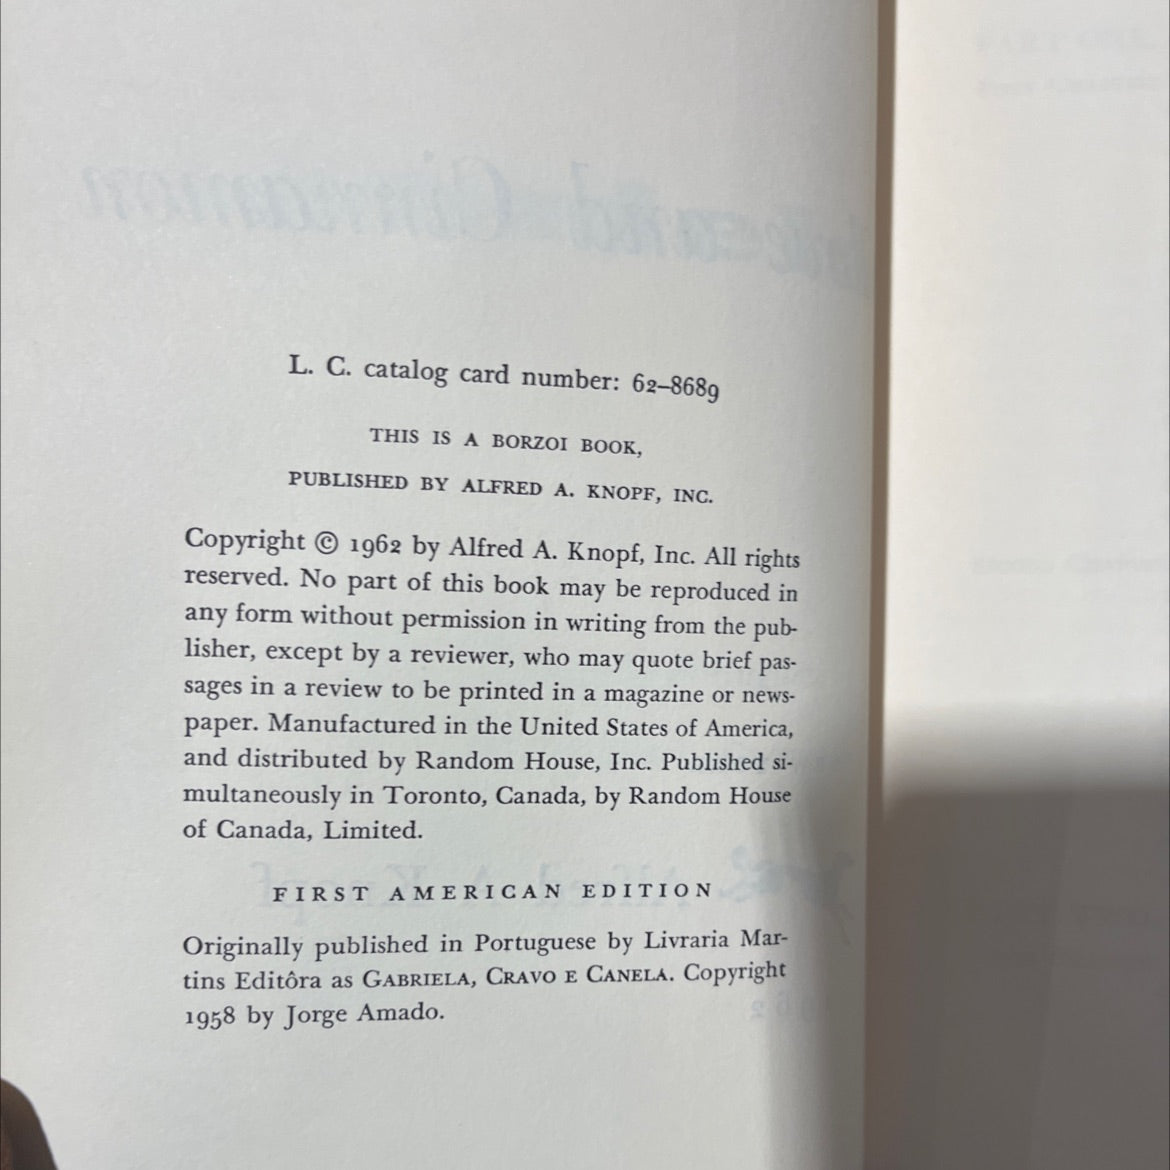 L. C. catalog card number: 62–8689
THIS IS A BORZOI BOOK,
PUBLISHED BY ALFRED A. KNOPF, INC.
Copyright © 1962 by Alfred A. Knopf, Inc. All rights
reserved. No part of this book may be reproduced in
any form without permission in writing from the pub-
lisher, except by a reviewer, who may quote brief pas-
sages in a review to be printed in a magazine or news-
paper. Manufactured in the United States of America,
and distributed by Random House, Inc. Published si-
multaneously in Toronto, Canada, by Random House
of Canada, Limited.
FIRST AMERICAN EDITION
Originally published in Portuguese by Livraria Mar-
tins Editôra as GABRIELA, CRAVO E CANELA. Copyright
1958 by Jorge Amado.